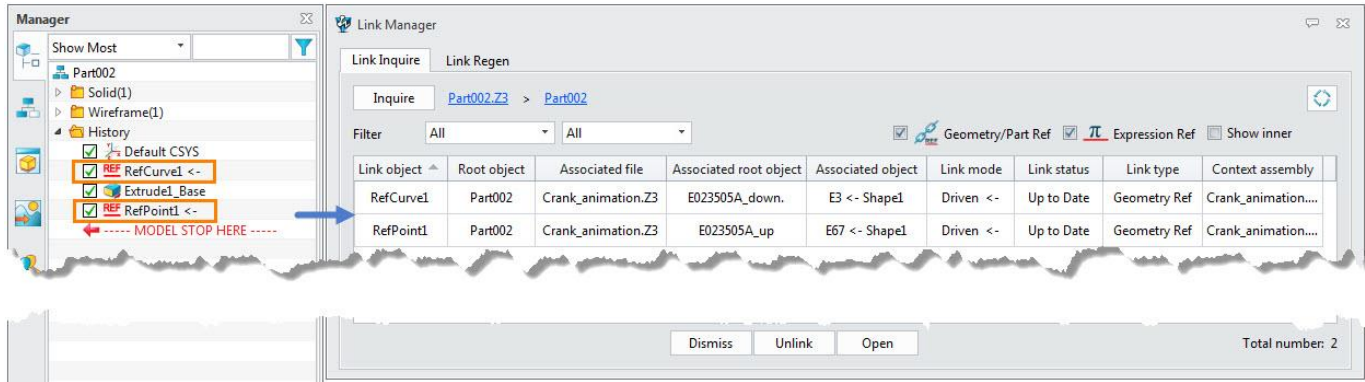 Manager
Show Most
Part002
Solid(1)
Wireframe(1)
History
Default CSYS
REF RefCurve1 <-
Extrude1_Base
REF RefPoint1 <-
----- MODEL STOP HERE -----
Link Manager
Link Inquire Link Regen
Inquire Part002.Z3 > Part002
Filter All All REF Geometry/Part Ref π Expression Ref Show inner
Link object Root object Associated file Associated root object Associated object Link mode Link status Link type Context assembly
RefCurve1 Part002 Crank_animation.Z3 E023505A_down. E3 <- Shape1 Driven <- Up to Date Geometry Ref Crank_animation....
RefPoint1 Part002 Crank_animation.Z3 E023505A_up E67 <- Shape1 Driven <- Up to Date Geometry Ref Crank_animation....
Dismiss Unlink Open Total number: 2